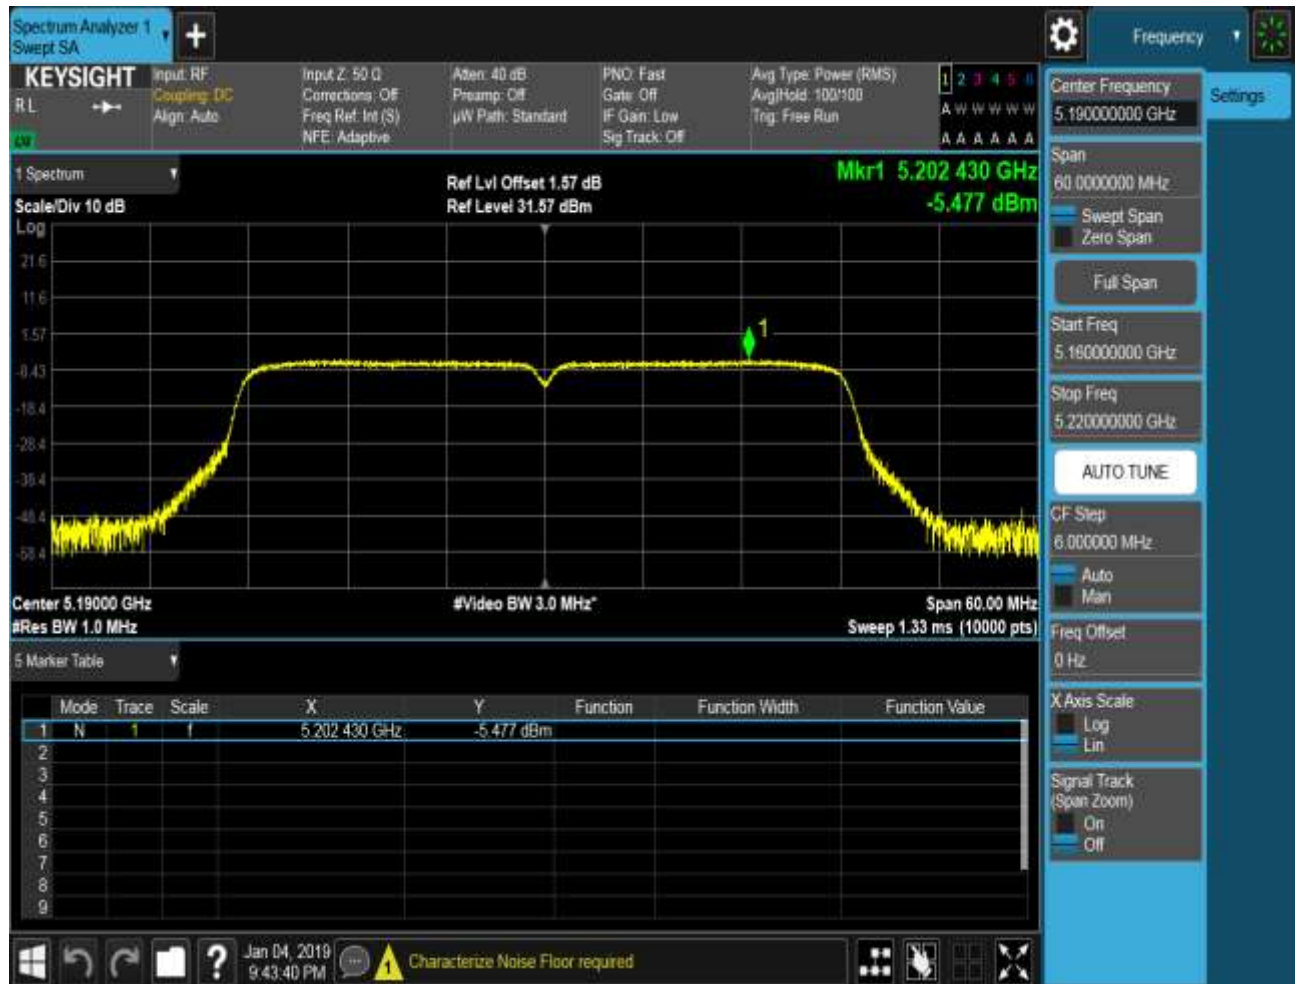 Spectrum Analyzer 1
Swept SA
Frequency
KEYSIGHT
R L
Input: RF
Coupling: DC
Align: Auto
Input Z: 50 Ω
Corrections: Off
Freq Ref: Int (S)
NFE: Adaptive
Atten: 40 dB
Preamp: Off
µW Path: Standard
PNO: Fast
Gate: Off
IF Gain: Low
Sig Track: Off
Avg Type: Power (RMS)
Avg|Hold: 100/100
Trig: Free Run
1 2 3 4 5 6
A W W W W W
A A A A A A
1 Spectrum
Scale/Div 10 dB
Log
Ref Lvl Offset 1.57 dB
Ref Level 31.57 dBm
Mkr1 5.202 430 GHz
-5.477 dBm
21.6
11.6
1.57
-8.43
-18.4
-28.4
-38.4
-48.4
-58.4
1
Center 5.19000 GHz
#Res BW 1.0 MHz
#Video BW 3.0 MHz*
Span 60.00 MHz
Sweep 1.33 ms (10000 pts)
5 Marker Table
Mode Trace Scale X Y Function Function Width Function Value
1 N 1 f 5.202 430 GHz -5.477 dBm
2
3
4
5
6
7
8
9
Jan 04, 2019
9:43:40 PM
Characterize Noise Floor required
Center Frequency
5.190000000 GHz
Settings
Span
60.0000000 MHz
Swept Span
Zero Span
Full Span
Start Freq
5.160000000 GHz
Stop Freq
5.220000000 GHz
AUTO TUNE
CF Step
6.000000 MHz
Auto
Man
Freq Offset
0 Hz
X Axis Scale
Log
Lin
Signal Track
(Span Zoom)
On
Off